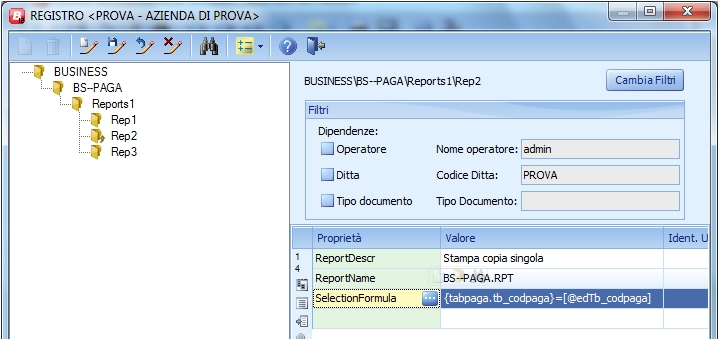 REGISTRO <PROVA - AZIENDA DI PROVA>
BUSINESS
BS--PAGA
Reports1
Rep1
Rep2
Rep3
BUSINESS\BS--PAGA\Reports1\Rep2
Cambia Filtri
Filtri
Dipendenze:
Operatore Nome operatore: admin
Ditta Codice Ditta: PROVA
Tipo documento Tipo Documento:
Proprietà Valore Ident. U
ReportDescr Stampa copia singola
ReportName BS--PAGA.RPT
SelectionFormula ... {tabpaga.tb_codpaga}=[@edTb_codpaga]